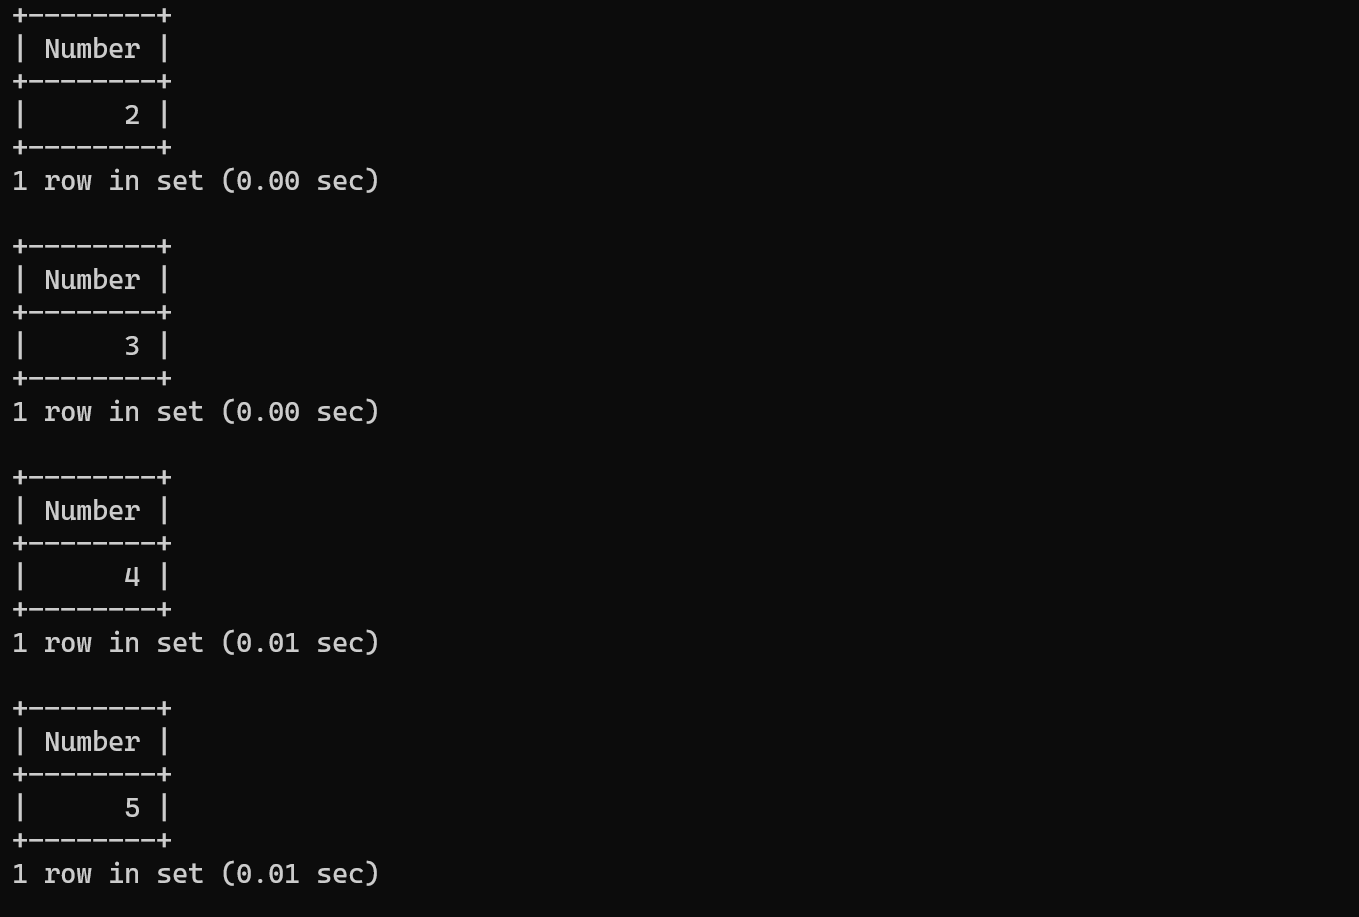 +--------+
| Number |
+--------+
|      2 |
+--------+
1 row in set (0.00 sec)

+--------+
| Number |
+--------+
|      3 |
+--------+
1 row in set (0.00 sec)

+--------+
| Number |
+--------+
|      4 |
+--------+
1 row in set (0.01 sec)

+--------+
| Number |
+--------+
|      5 |
+--------+
1 row in set (0.01 sec)